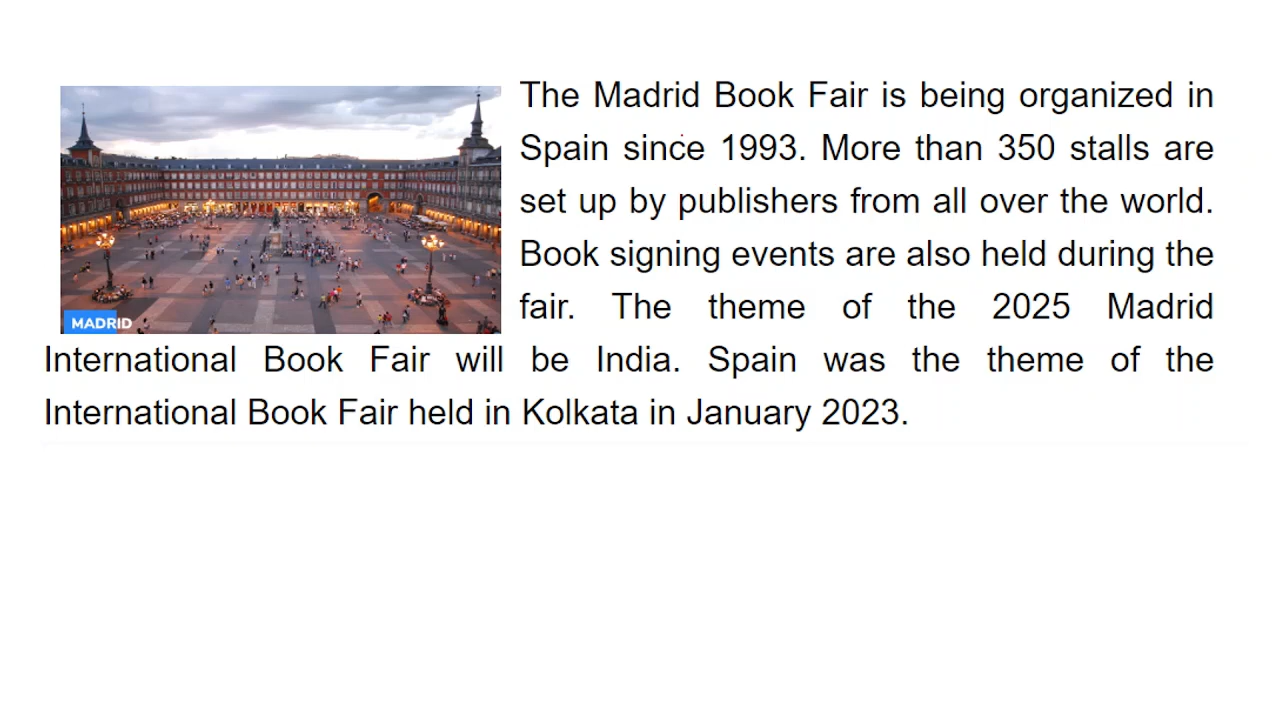 The Madrid Book Fair is being organized in
Spain since 1993. More than 350 stalls are
set up by publishers from all over the world.
Book signing events are also held during the
fair. The theme of the 2025 Madrid
MADRID
International Book Fair will be India. Spain was the theme of the
International Book Fair held in Kolkata in January 2023.